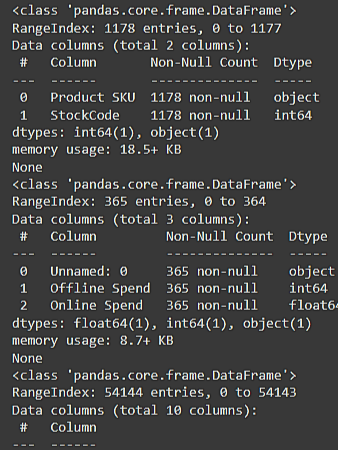 <class 'pandas.core.frame.DataFrame'>
RangeIndex: 1178 entries, 0 to 1177
Data columns (total 2 columns):
 #   Column       Non-Null Count  Dtype
---  ------       --------------  -----
 0   Product SKU  1178 non-null   object
 1   StockCode    1178 non-null   int64
dtypes: int64(1), object(1)
memory usage: 18.5+ KB
None
<class 'pandas.core.frame.DataFrame'>
RangeIndex: 365 entries, 0 to 364
Data columns (total 3 columns):
 #   Column         Non-Null Count  Dtype
---  ------         --------------  -----
 0   Unnamed: 0     365 non-null    object
 1   Offline Spend  365 non-null    int64
 2   Online Spend   365 non-null    float64
dtypes: float64(1), int64(1), object(1)
memory usage: 8.7+ KB
None
<class 'pandas.core.frame.DataFrame'>
RangeIndex: 54144 entries, 0 to 54143
Data columns (total 10 columns):
 #   Column
---  ------